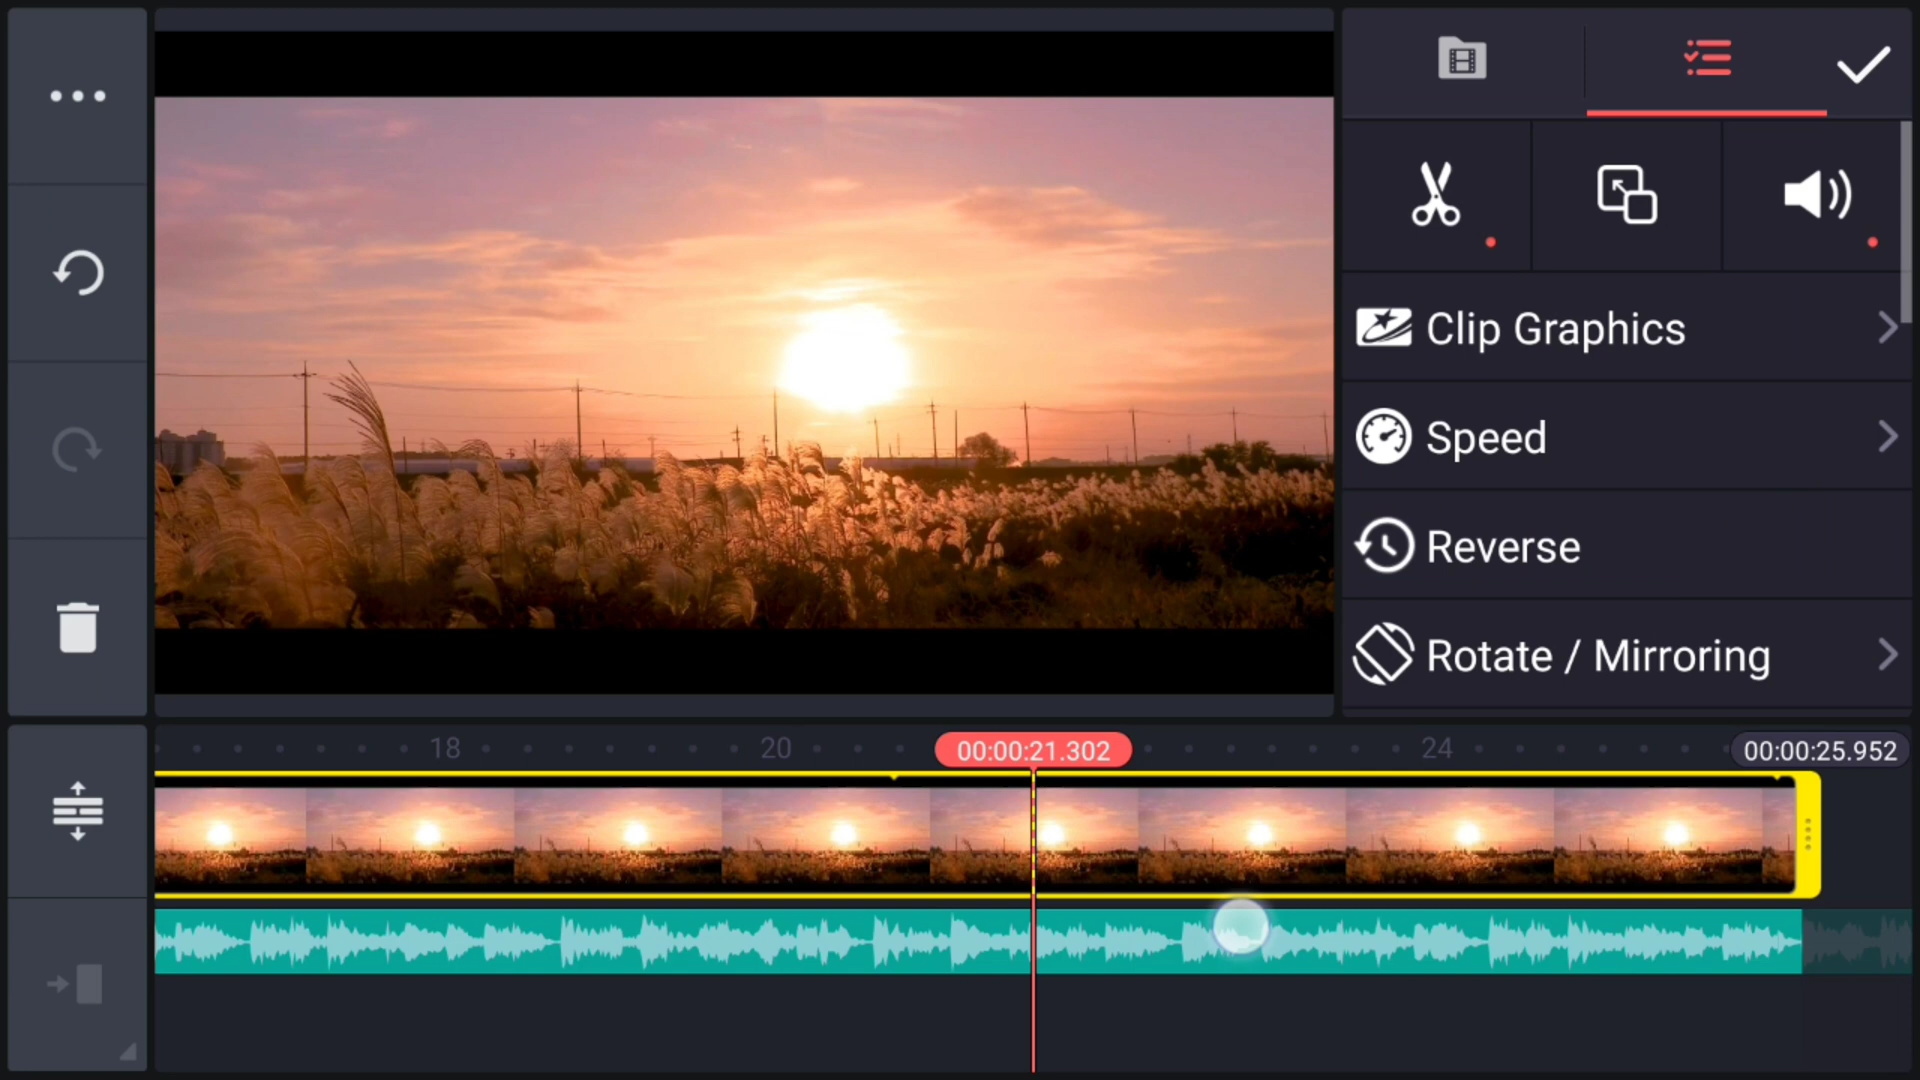 Clip Graphics
Speed
Reverse
Rotate / Mirroring
18 20 00:00:21.302 24 00:00:25.952